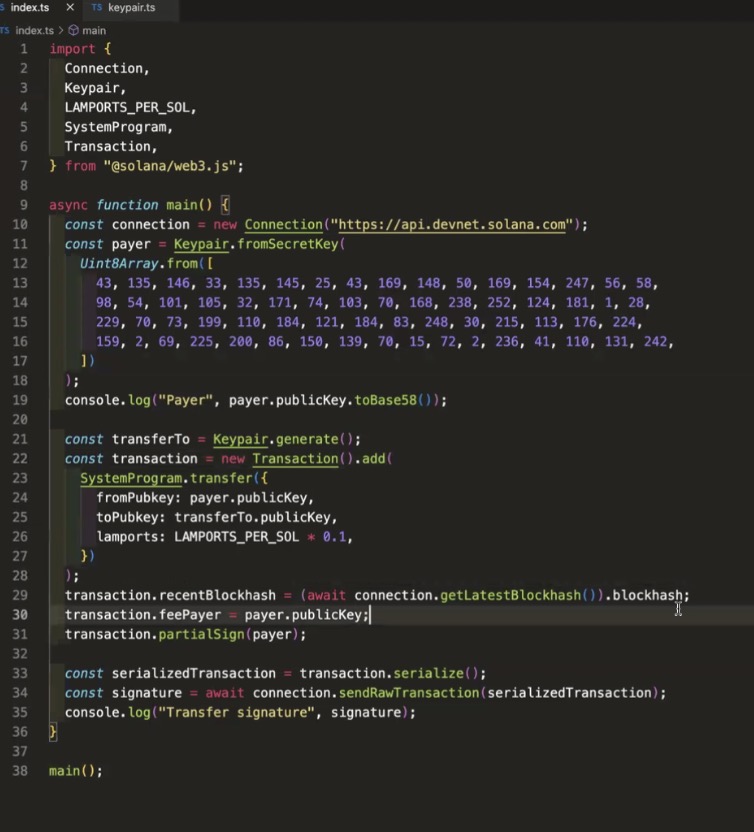 TS index.ts × TS keypair.ts
TS index.ts > main
1 import {
2 Connection,
3 Keypair,
4 LAMPORTS_PER_SOL,
5 SystemProgram,
6 Transaction,
7 } from "@solana/web3.js";
8
9 async function main() {
10 const connection = new Connection("https://api.devnet.solana.com");
11 const payer = Keypair.fromSecretKey(
12 Uint8Array.from([
13 43, 135, 146, 33, 135, 145, 25, 43, 169, 148, 50, 169, 154, 247, 56, 58,
14 98, 54, 101, 105, 32, 171, 74, 103, 70, 168, 238, 252, 124, 181, 1, 28,
15 229, 70, 73, 199, 110, 184, 121, 184, 83, 248, 30, 215, 113, 176, 224,
16 159, 2, 69, 225, 200, 86, 150, 139, 70, 15, 72, 2, 236, 41, 110, 131, 242,
17 ])
18 );
19 console.log("Payer", payer.publicKey.toBase58());
20
21 const transferTo = Keypair.generate();
22 const transaction = new Transaction().add(
23 SystemProgram.transfer({
24 fromPubkey: payer.publicKey,
25 toPubkey: transferTo.publicKey,
26 lamports: LAMPORTS_PER_SOL * 0.1,
27 })
28 );
29 transaction.recentBlockhash = (await connection.getLatestBlockhash()).blockhash;
30 transaction.feePayer = payer.publicKey;
31 transaction.partialSign(payer);
32
33 const serializedTransaction = transaction.serialize();
34 const signature = await connection.sendRawTransaction(serializedTransaction);
35 console.log("Transfer signature", signature);
36 }
37
38 main();